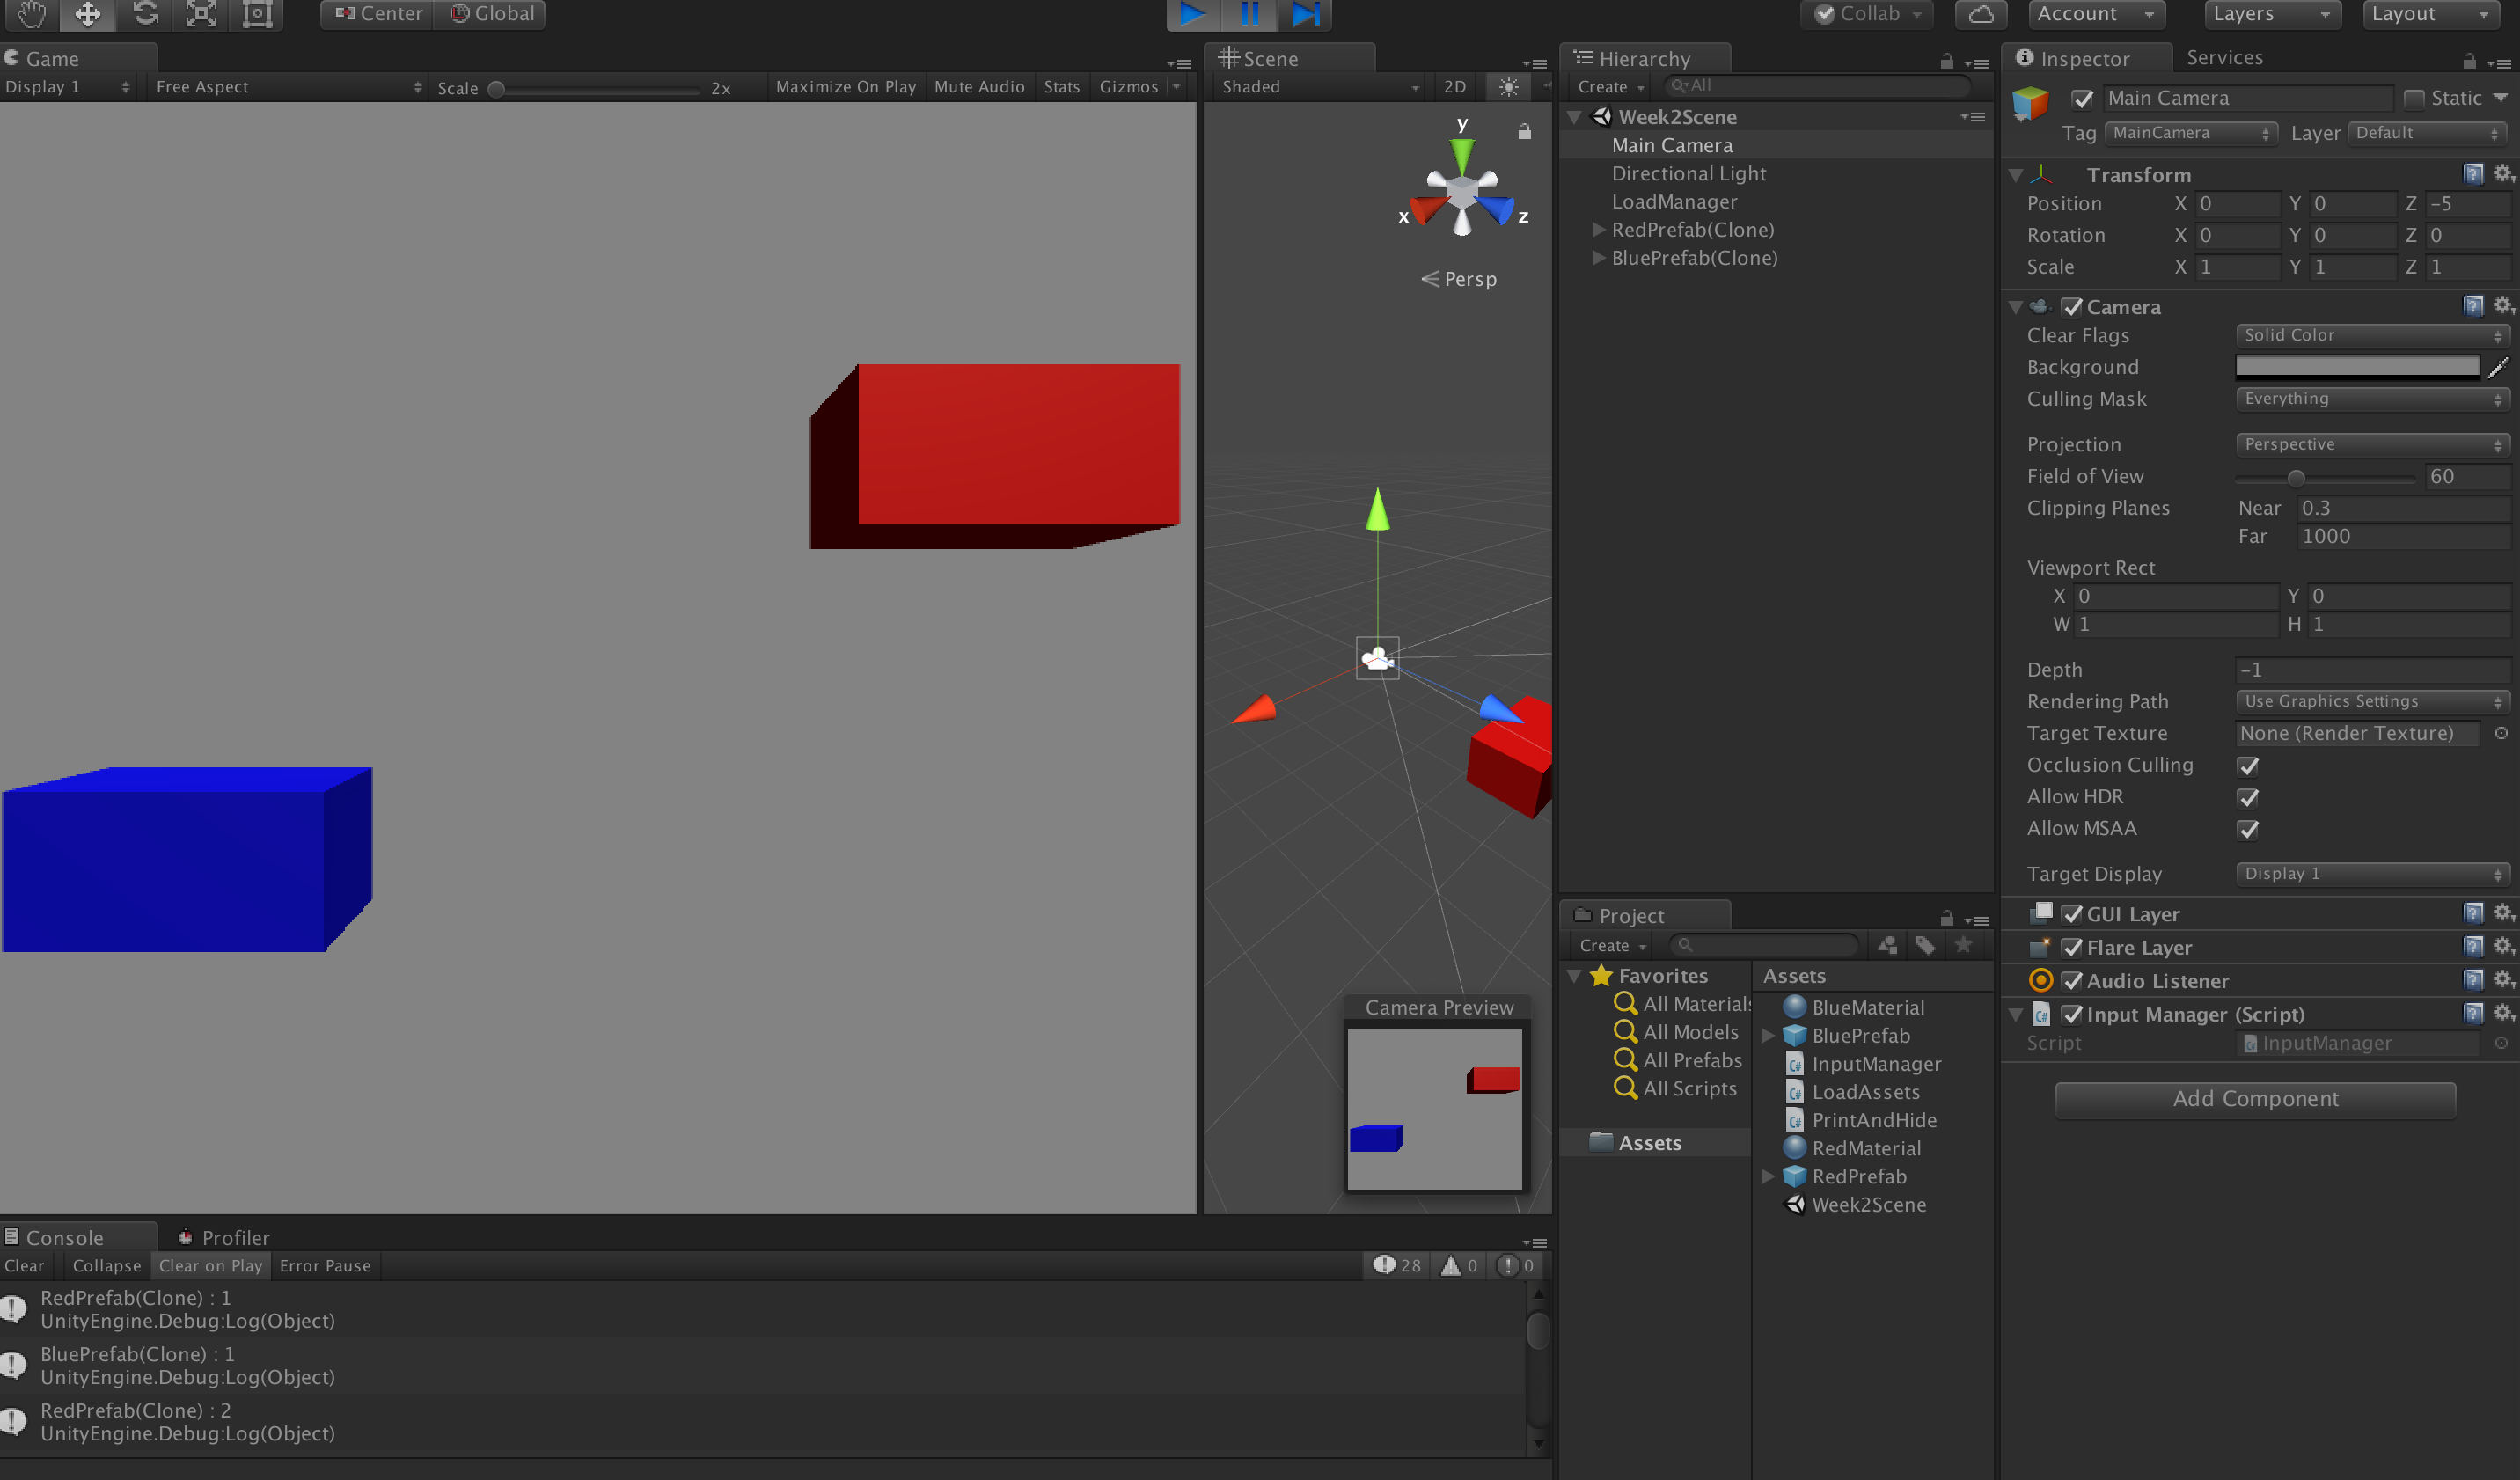 Center Global Collab Account Layers Layout
Game
Display 1 Free Aspect Scale 2x Maximize On Play Mute Audio Stats Gizmos
Scene
Shaded 2D
y
x z
Persp
Camera Preview
Hierarchy
Create All
Week2Scene
Main Camera
Directional Light
LoadManager
RedPrefab(Clone)
BluePrefab(Clone)
Project
Create
Favorites
All Materials
All Models
All Prefabs
All Scripts
Assets
Assets
BlueMaterial
BluePrefab
InputManager
LoadAssets
PrintAndHide
RedMaterial
RedPrefab
Week2Scene
Inspector Services
Main Camera Static
Tag MainCamera Layer Default
Transform
Position X 0 Y 0 Z -5
Rotation X 0 Y 0 Z 0
Scale X 1 Y 1 Z 1
Camera
Clear Flags Solid Color
Background
Culling Mask Everything
Projection Perspective
Field of View 60
Clipping Planes Near 0.3
Far 1000
Viewport Rect
X 0 Y 0
W 1 H 1
Depth -1
Rendering Path Use Graphics Settings
Target Texture None (Render Texture)
Occlusion Culling
Allow HDR
Allow MSAA
Target Display Display 1
GUI Layer
Flare Layer
Audio Listener
Input Manager (Script)
Script InputManager
Add Component
Console Profiler
Clear Collapse Clear on Play Error Pause 28 0 0
RedPrefab(Clone) : 1
UnityEngine.Debug:Log(Object)
BluePrefab(Clone) : 1
UnityEngine.Debug:Log(Object)
RedPrefab(Clone) : 2
UnityEngine.Debug:Log(Object)